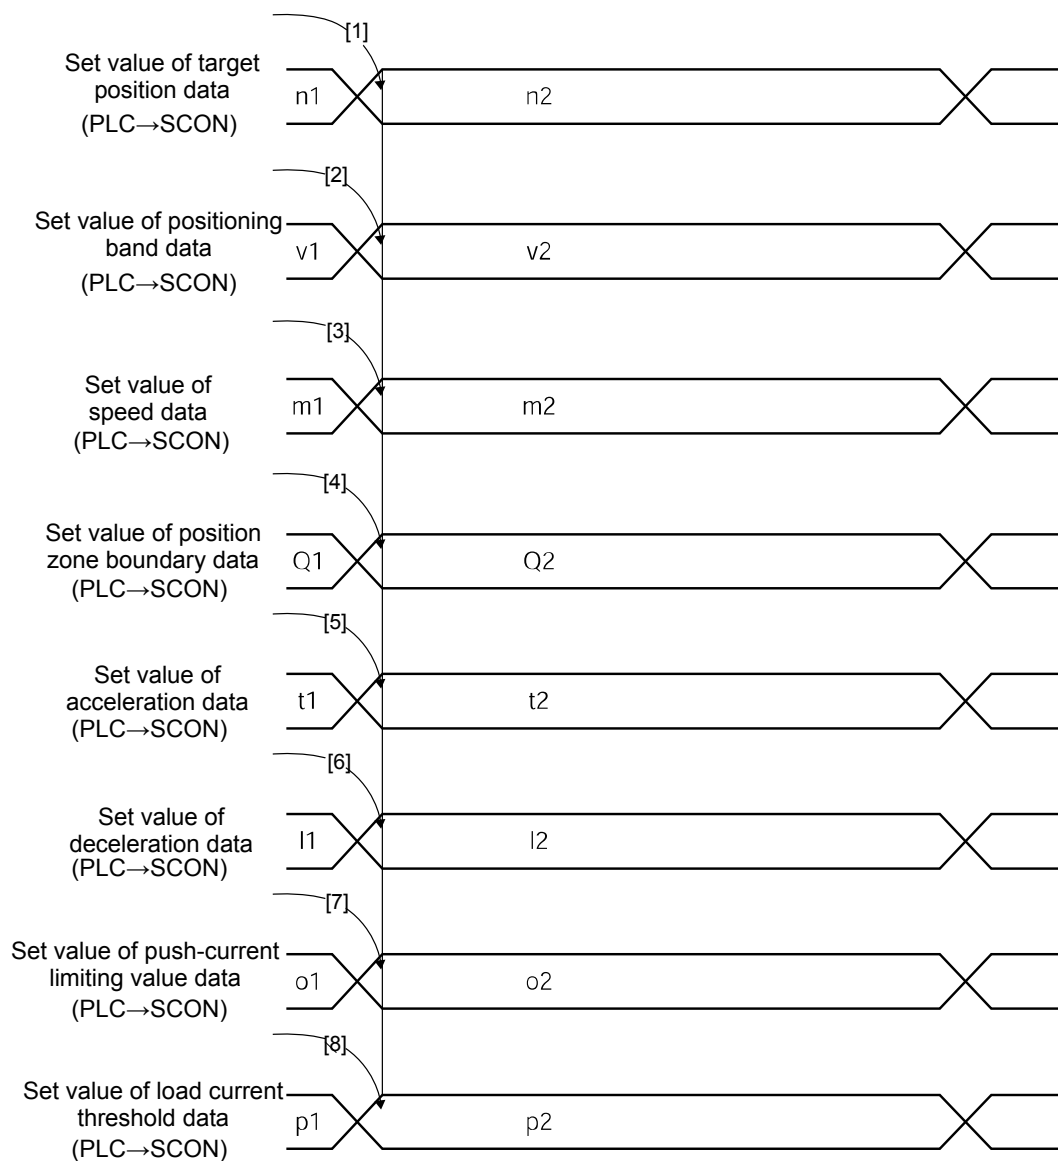 [1]
Set value of target
position data
(PLC→SCON)
n1
n2
[2]
Set value of positioning
band data
(PLC→SCON)
v1
v2
[3]
Set value of
speed data
(PLC→SCON)
m1
m2
[4]
Set value of position
zone boundary data
(PLC→SCON)
Q1
Q2
[5]
Set value of
acceleration data
(PLC→SCON)
t1
t2
[6]
Set value of
deceleration data
(PLC→SCON)
l1
l2
[7]
Set value of push-current
limiting value data
(PLC→SCON)
o1
o2
[8]
Set value of load current
threshold data
(PLC→SCON)
p1
p2